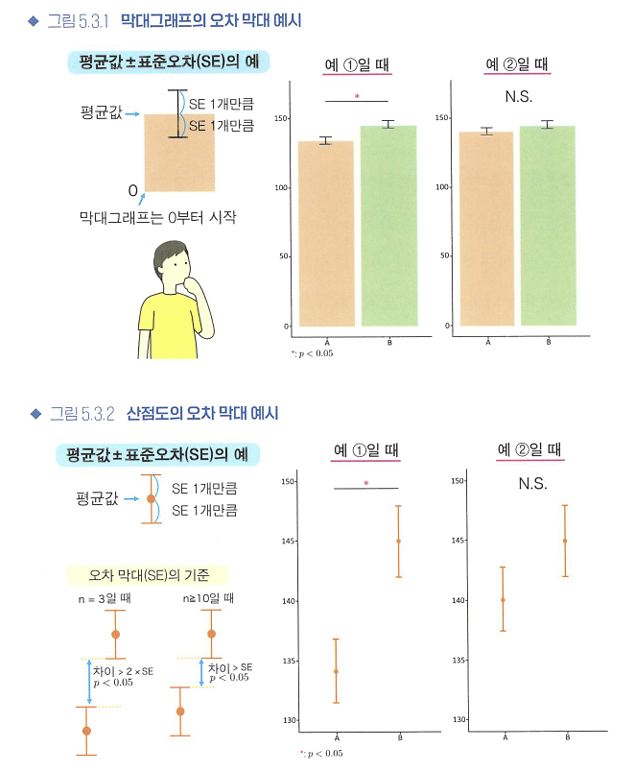 ◆ 그림 5.3.1 막대그래프의 오차 막대 예시
평균값±표준오차(SE)의 예
평균값
SE 1개만큼
SE 1개만큼
0
막대그래프는 0부터 시작
예 ①일 때
*
150
100
50
0
A B
*: p < 0.05
예 ②일 때
N.S.
150
100
50
0
A B
◆ 그림 5.3.2 산점도의 오차 막대 예시
평균값±표준오차(SE)의 예
평균값
SE 1개만큼
SE 1개만큼
오차 막대(SE)의 기준
n = 3일 때
n≥10일 때
차이 > 2 × SE
p < 0.05
차이 > SE
p < 0.05
예 ①일 때
*
150
145
140
135
130
A B
*: p < 0.05
예 ②일 때
N.S.
150
145
140
135
130
A B